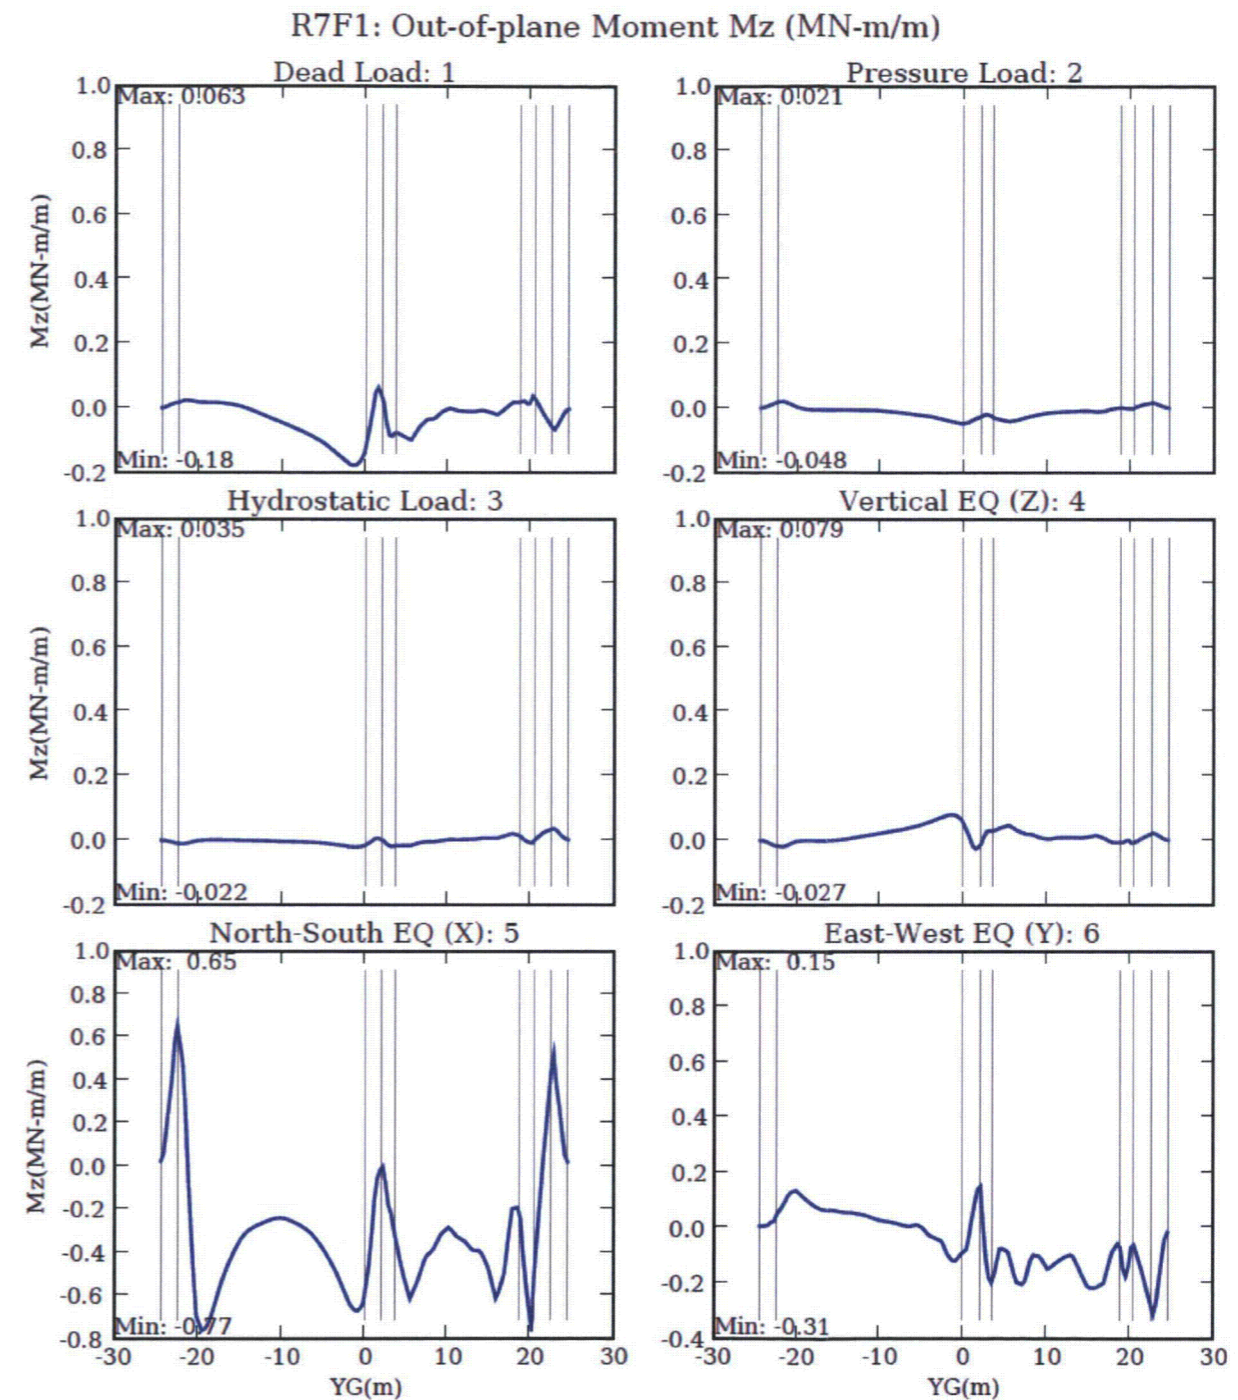 R7F1: Out-of-plane Moment Mz (MN-m/m)
Dead Load: 1
Max: 0.063
1.0
0.8
0.6
0.4
0.2
0.0
-0.2
Mz(MN-m/m)
Min: -0.18
Pressure Load: 2
Max: 0.021
1.0
0.8
0.6
0.4
0.2
0.0
-0.2
Min: -0.048
Hydrostatic Load: 3
Max: 0.035
1.0
0.8
0.6
0.4
0.2
0.0
-0.2
Mz(MN-m/m)
Min: -0.022
Vertical EQ (Z): 4
Max: 0.079
1.0
0.8
0.6
0.4
0.2
0.0
-0.2
Min: -0.027
North-South EQ (X): 5
Max: 0.65
1.0
0.8
0.6
0.4
0.2
0.0
-0.2
-0.4
-0.6
-0.8
Mz(MN-m/m)
Min: -0.77
-30 -20 -10 0 10 20 30
YG(m)
East-West EQ (Y): 6
Max: 0.15
1.0
0.8
0.6
0.4
0.2
0.0
-0.2
-0.4
Min: -0.31
-30 -20 -10 0 10 20 30
YG(m)